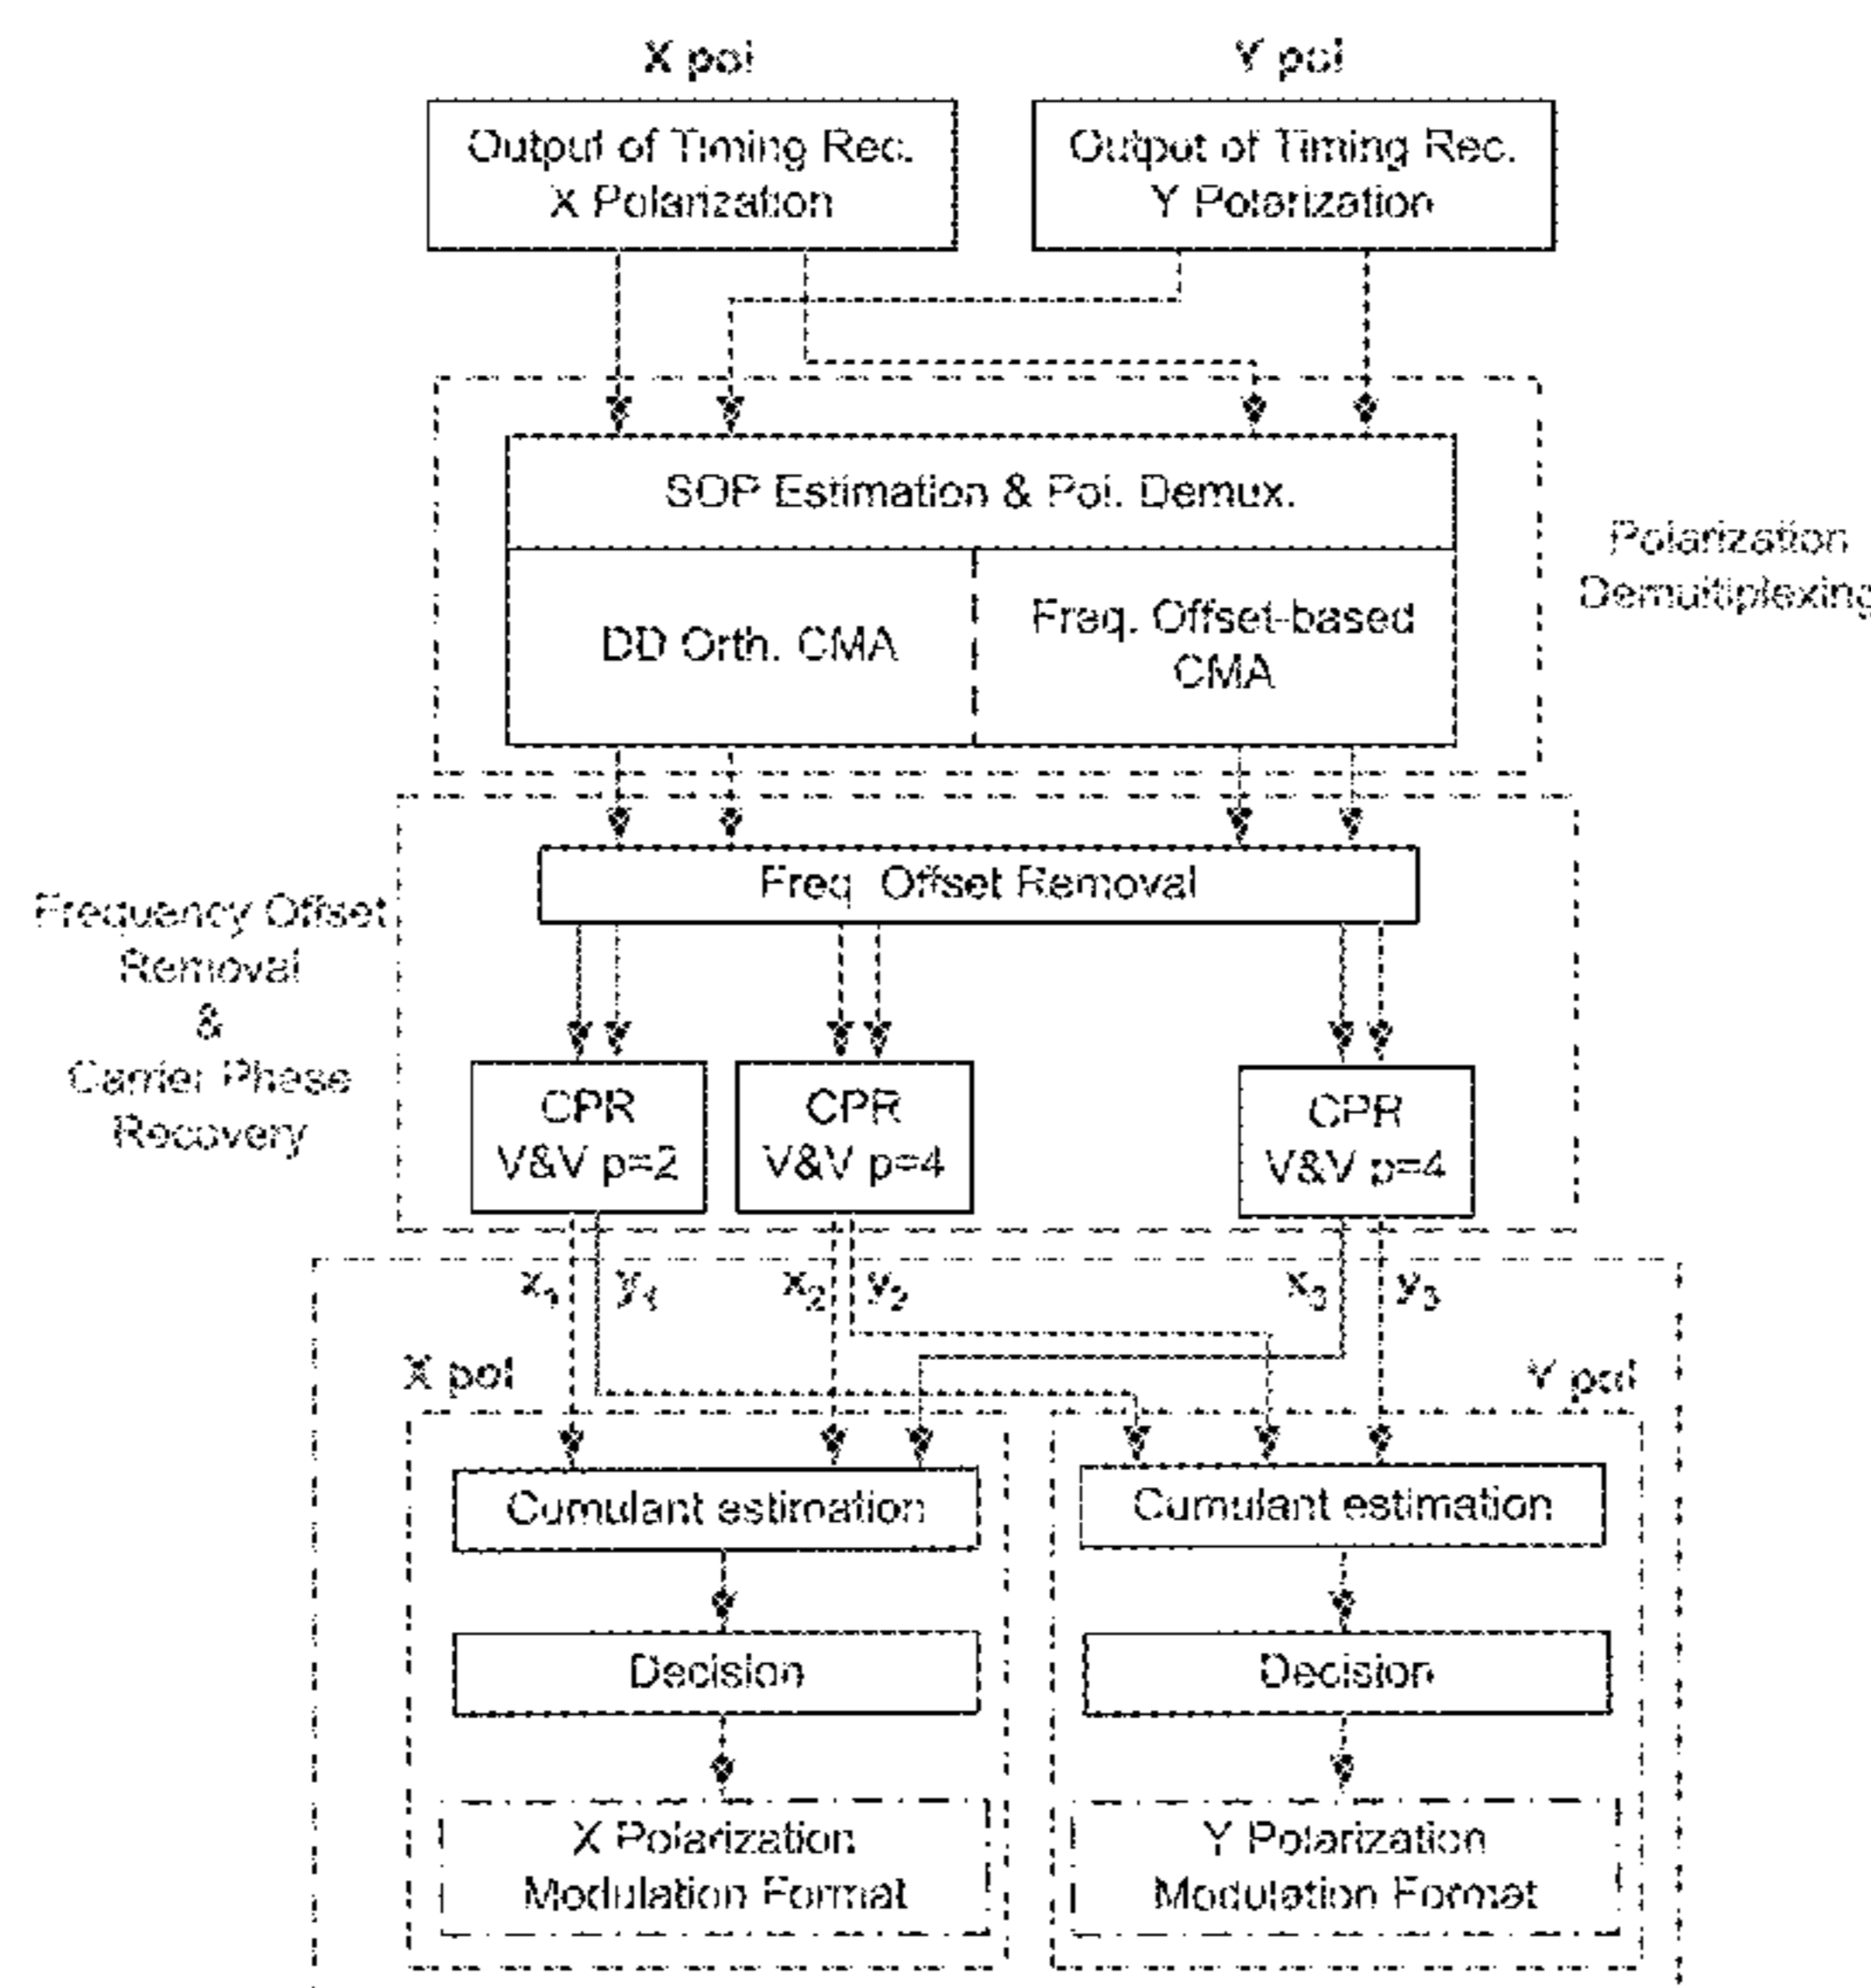 X pol
Y pol
Output of Timing Rec.
X Polarization
Output of Timing Rec.
Y Polarization
SOP Estimation & Pol. Demux.
DD Orth. CMA
Freq. Offset-based
CMA
Polarization
Demultiplexing
Freq. Offset Removal
Frequency Offset
Removal
&
Carrier Phase
Recovery
CPR
V&V p=2
CPR
V&V p=4
CPR
V&V p=4
x₁
y₁
x₂
y₂
x₃
y₃
X pol
Y pol
Cumulant estimation
Cumulant estimation
Decision
Decision
X Polarization
Modulation Format
Y Polarization
Modulation Format